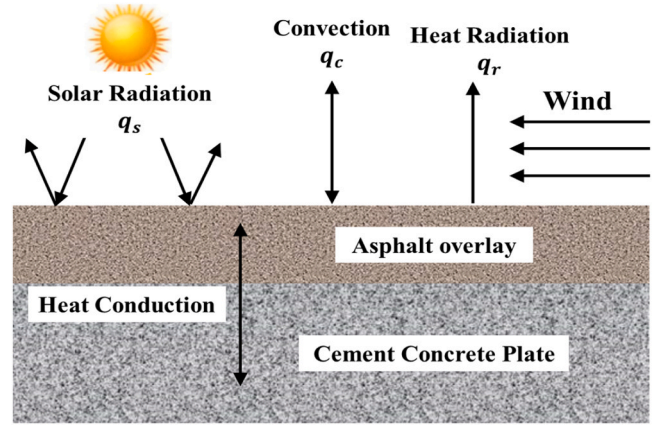 Solar Radiation
q_s
Convection
q_c
Heat Radiation
q_r
Wind
Asphalt overlay
Heat Conduction
Cement Concrete Plate